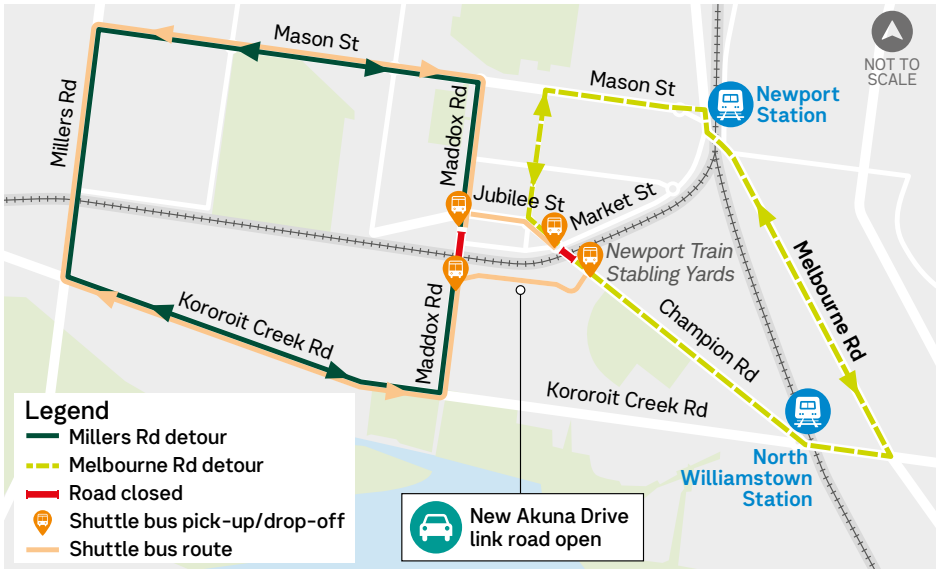 Mason St
Millers Rd
Maddox Rd
Mason St
Newport
Station
NOT TO
SCALE
Jubilee St
Market St
Newport Train
Stabling Yards
Melbourne Rd
Kororoit Creek Rd
Maddox Rd
Champion Rd
Kororoit Creek Rd
North
Williamstown
Station
Legend
Millers Rd detour
Melbourne Rd detour
Road closed
Shuttle bus pick-up/drop-off
Shuttle bus route
New Akuna Drive
link road open